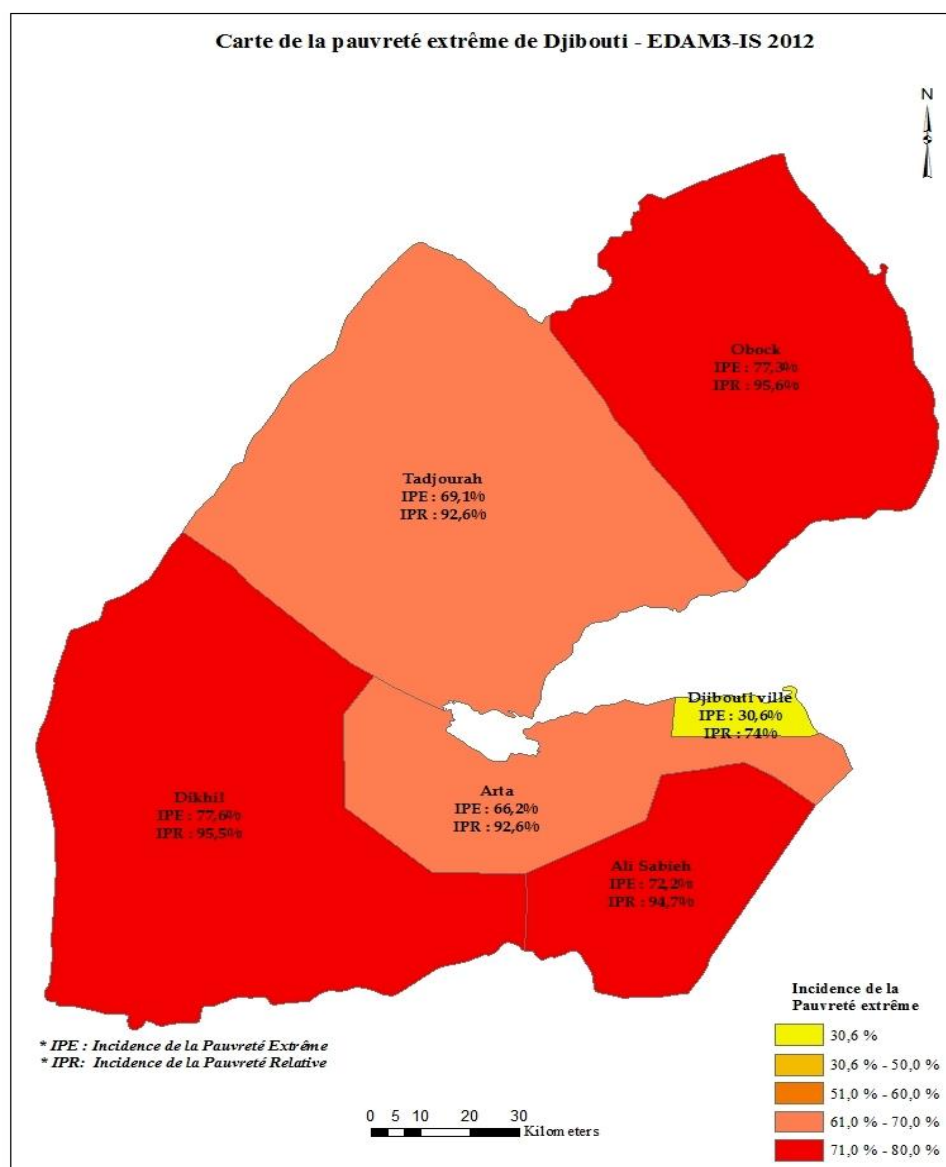 Carte de la pauvreté extrême de Djibouti - EDAM3-IS 2012
N
Obock
IPE : 77,3%
IPR : 95,6%
Tadjourah
IPE : 69,1%
IPR : 92,6%
Djibouti ville
IPE : 30,6%
IPR : 74%
Dikhil
IPE : 77,6%
IPR : 95,5%
Arta
IPE : 66,2%
IPR : 92,6%
Ali Sabieh
IPE : 72,2%
IPR : 94,7%
* IPE : Incidence de la Pauvreté Extrême
* IPR: Incidence de la Pauvreté Relative
0 5 10 20 30
Kilometers
Incidence de la
Pauvreté extrême
30,6 %
30,6 % - 50,0 %
51,0 % - 60,0 %
61,0 % - 70,0 %
71,0 % - 80,0 %